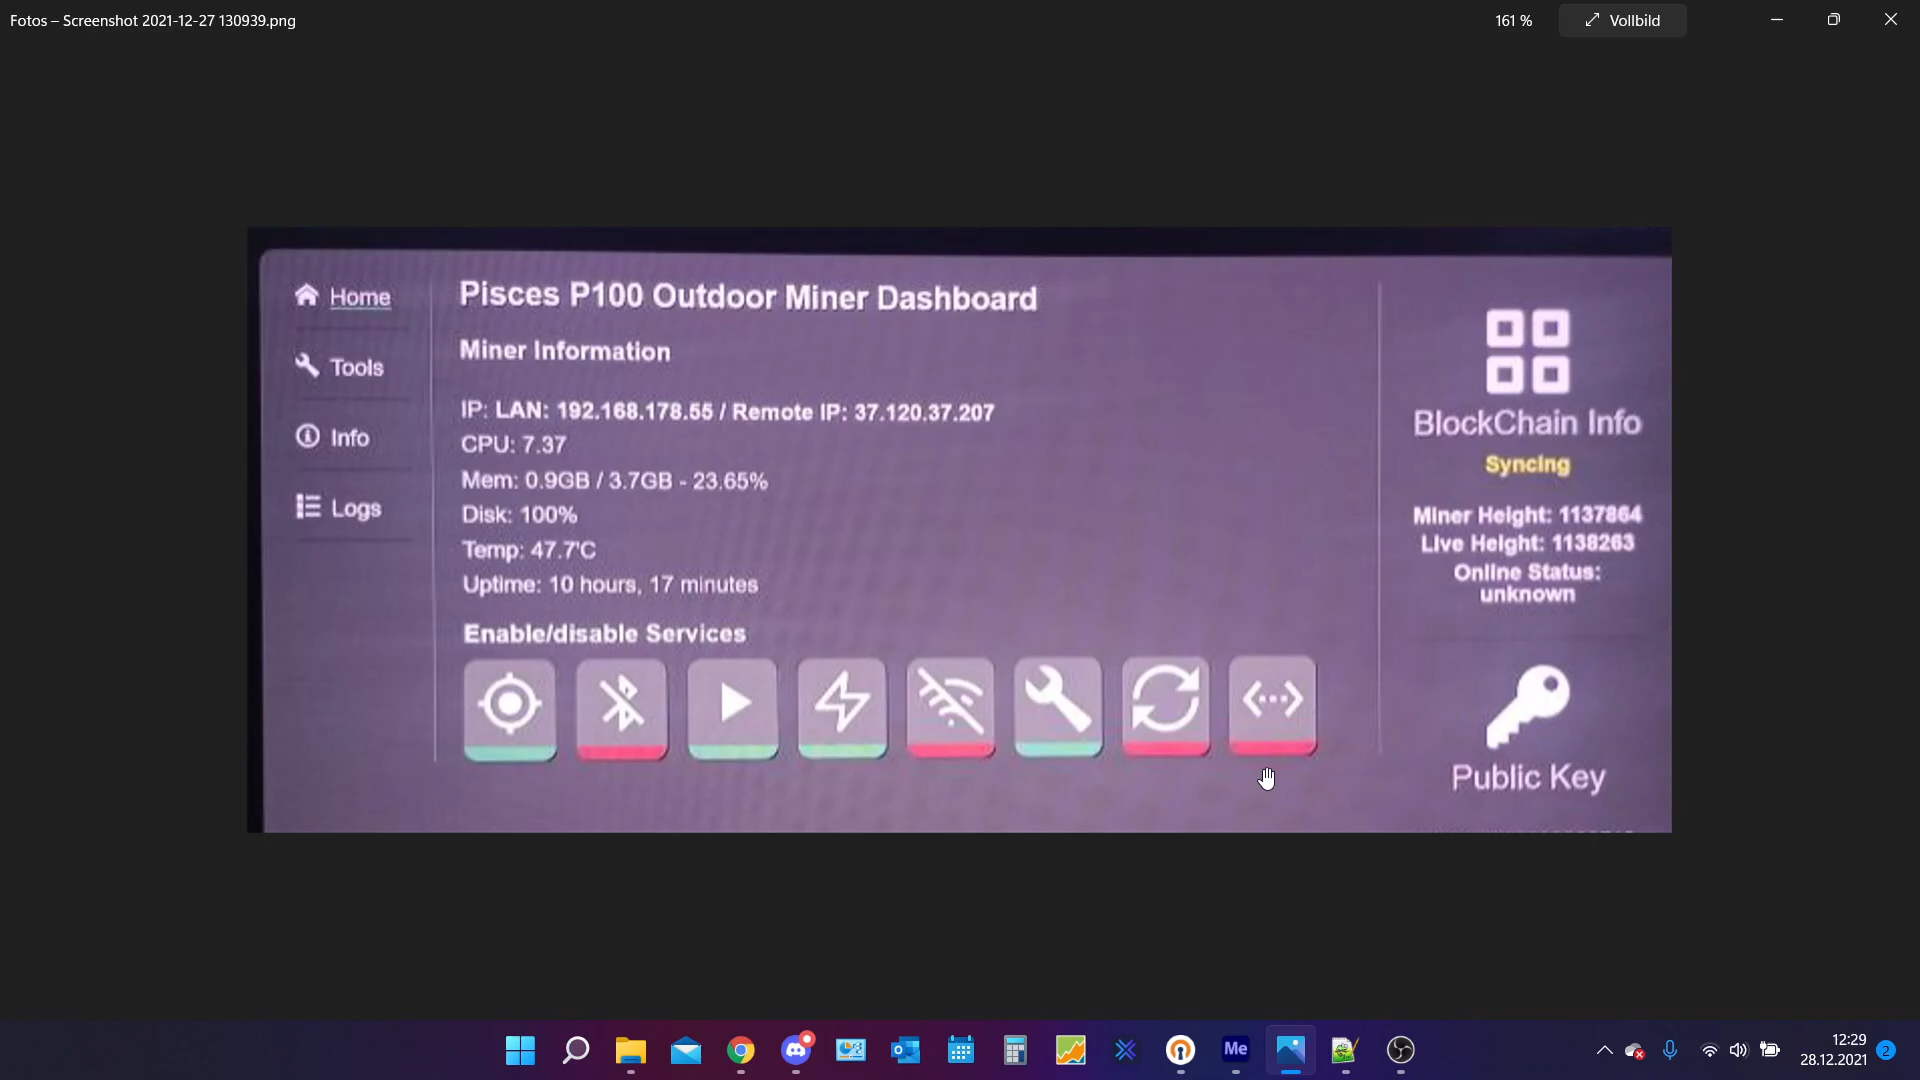 Fotos – Screenshot 2021-12-27 130939.png
161 %
Vollbild
Home
Tools
Info
Logs
Pisces P100 Outdoor Miner Dashboard
Miner Information
IP: LAN: 192.168.178.55 / Remote IP: 37.120.37.207
CPU: 7.37
Mem: 0.9GB / 3.7GB - 23.65%
Disk: 100%
Temp: 47.7'C
Uptime: 10 hours, 17 minutes
Enable/disable Services
BlockChain Info
Syncing
Miner Height: 1137864
Live Height: 1138263
Online Status:
unknown
Public Key
Me
12:29
28.12.2021
2